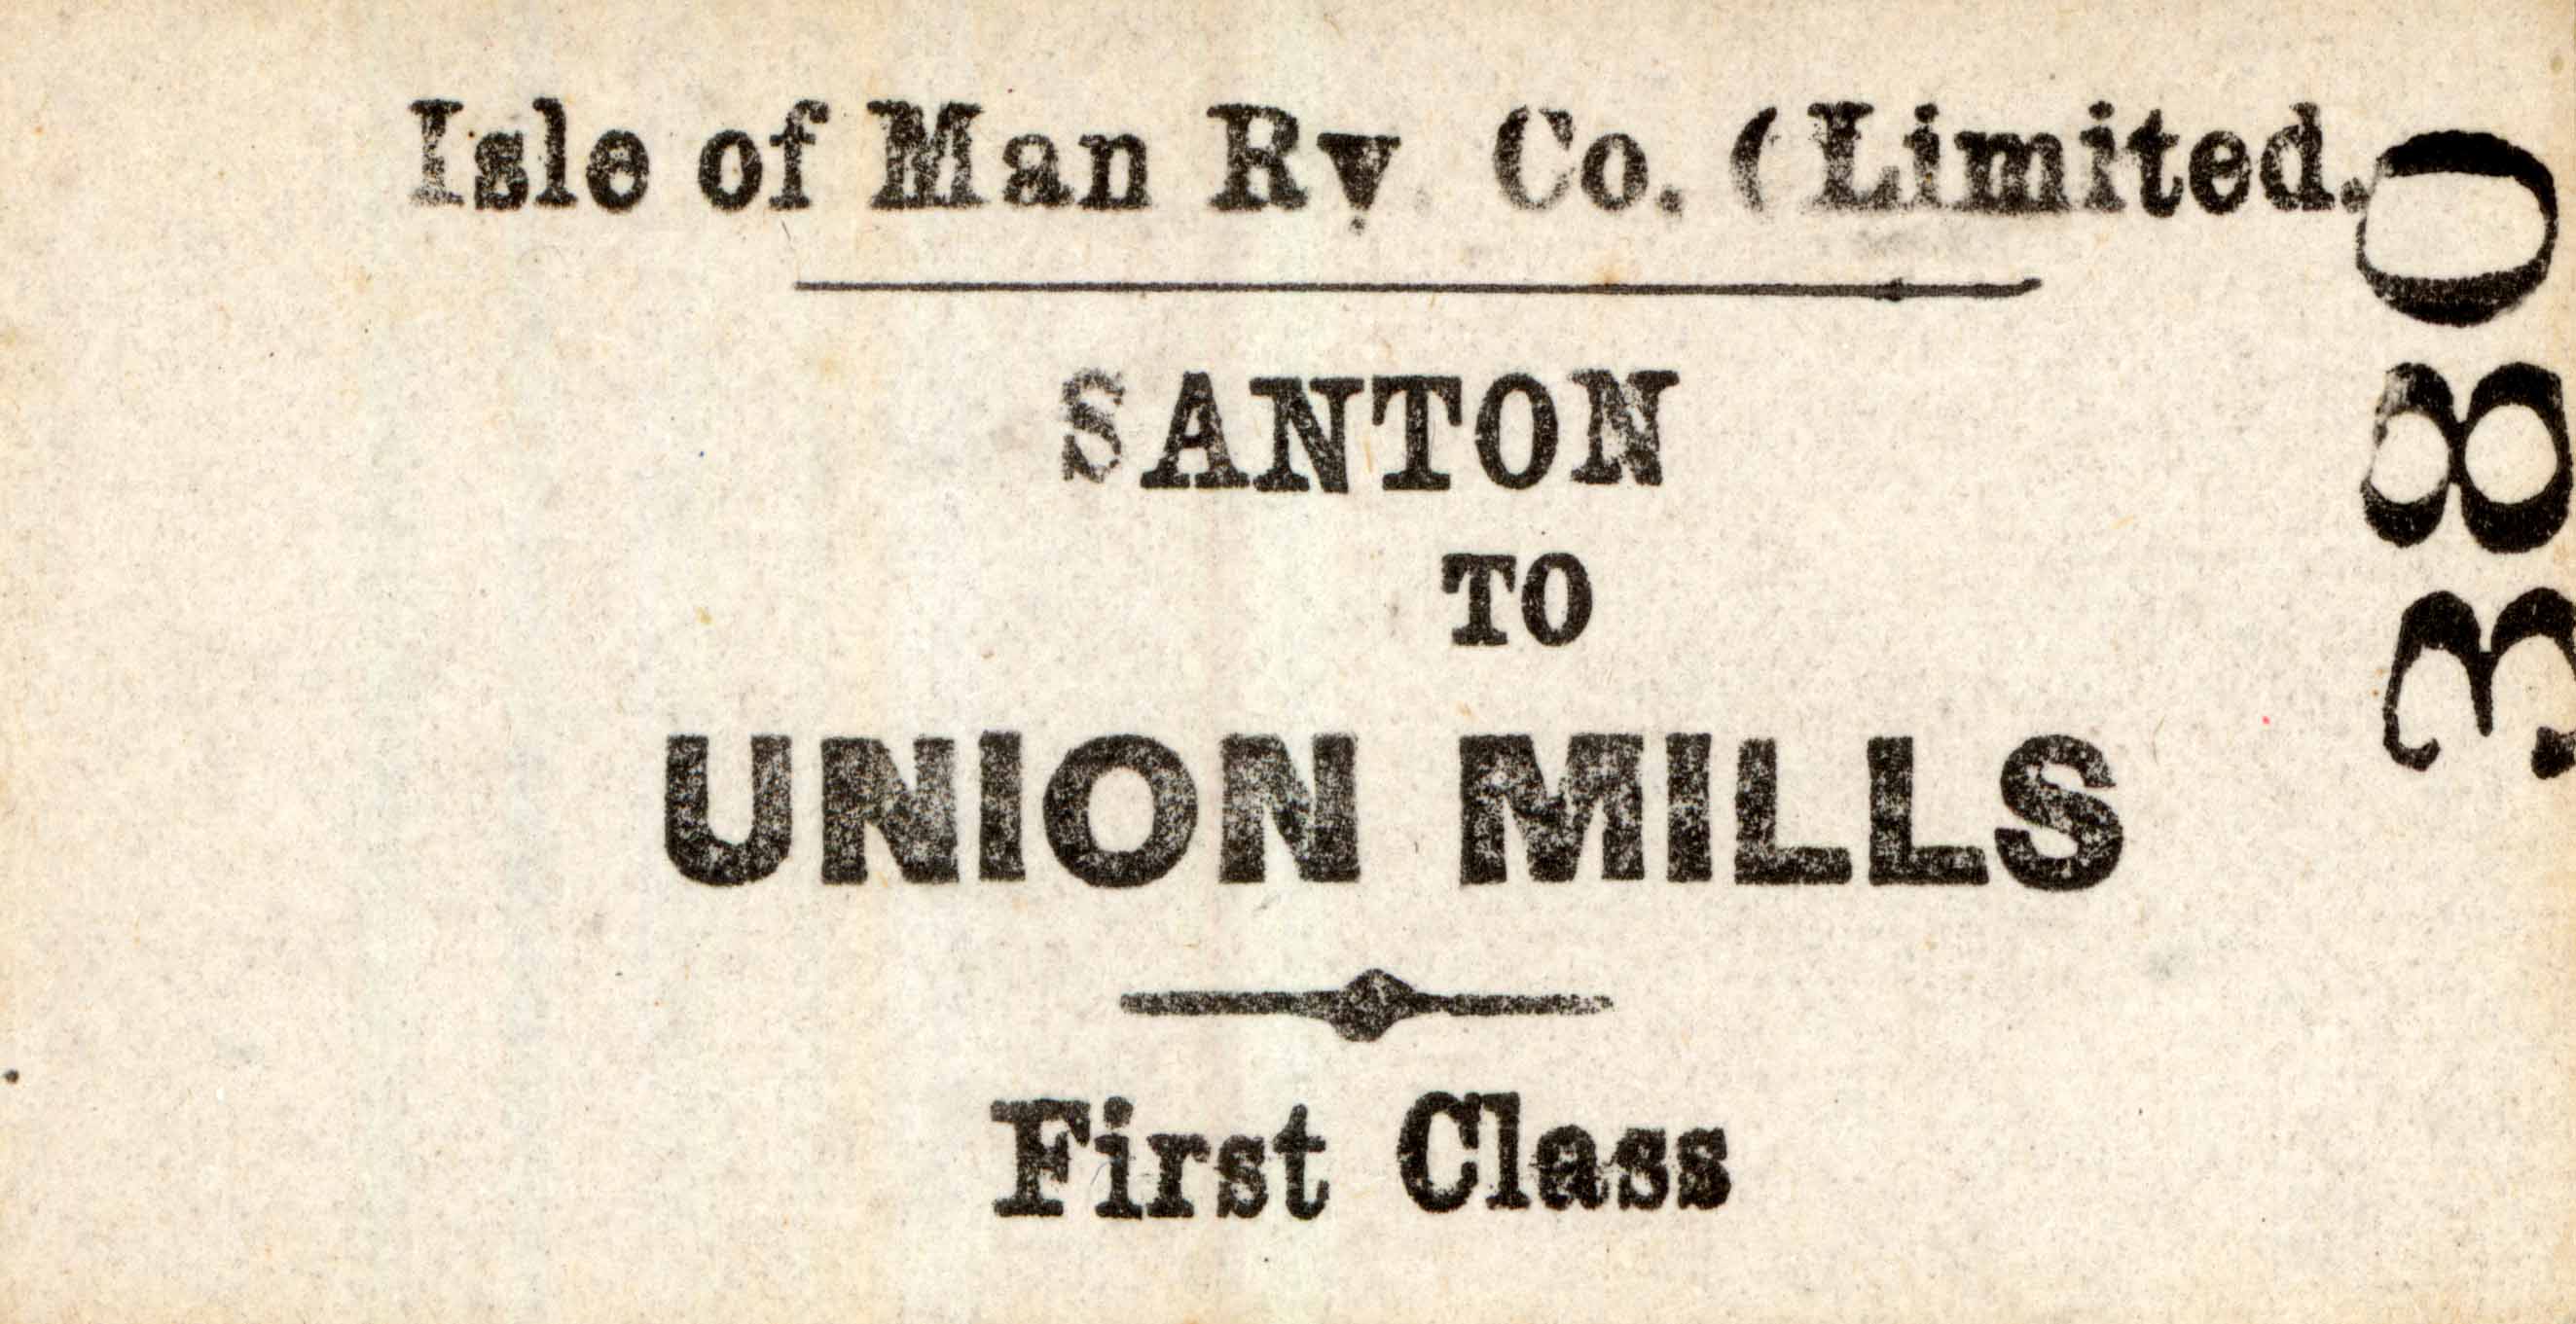 Isle of Man Ry Co. (Limited.
SANTON
TO
UNION MILLS
First Class
380